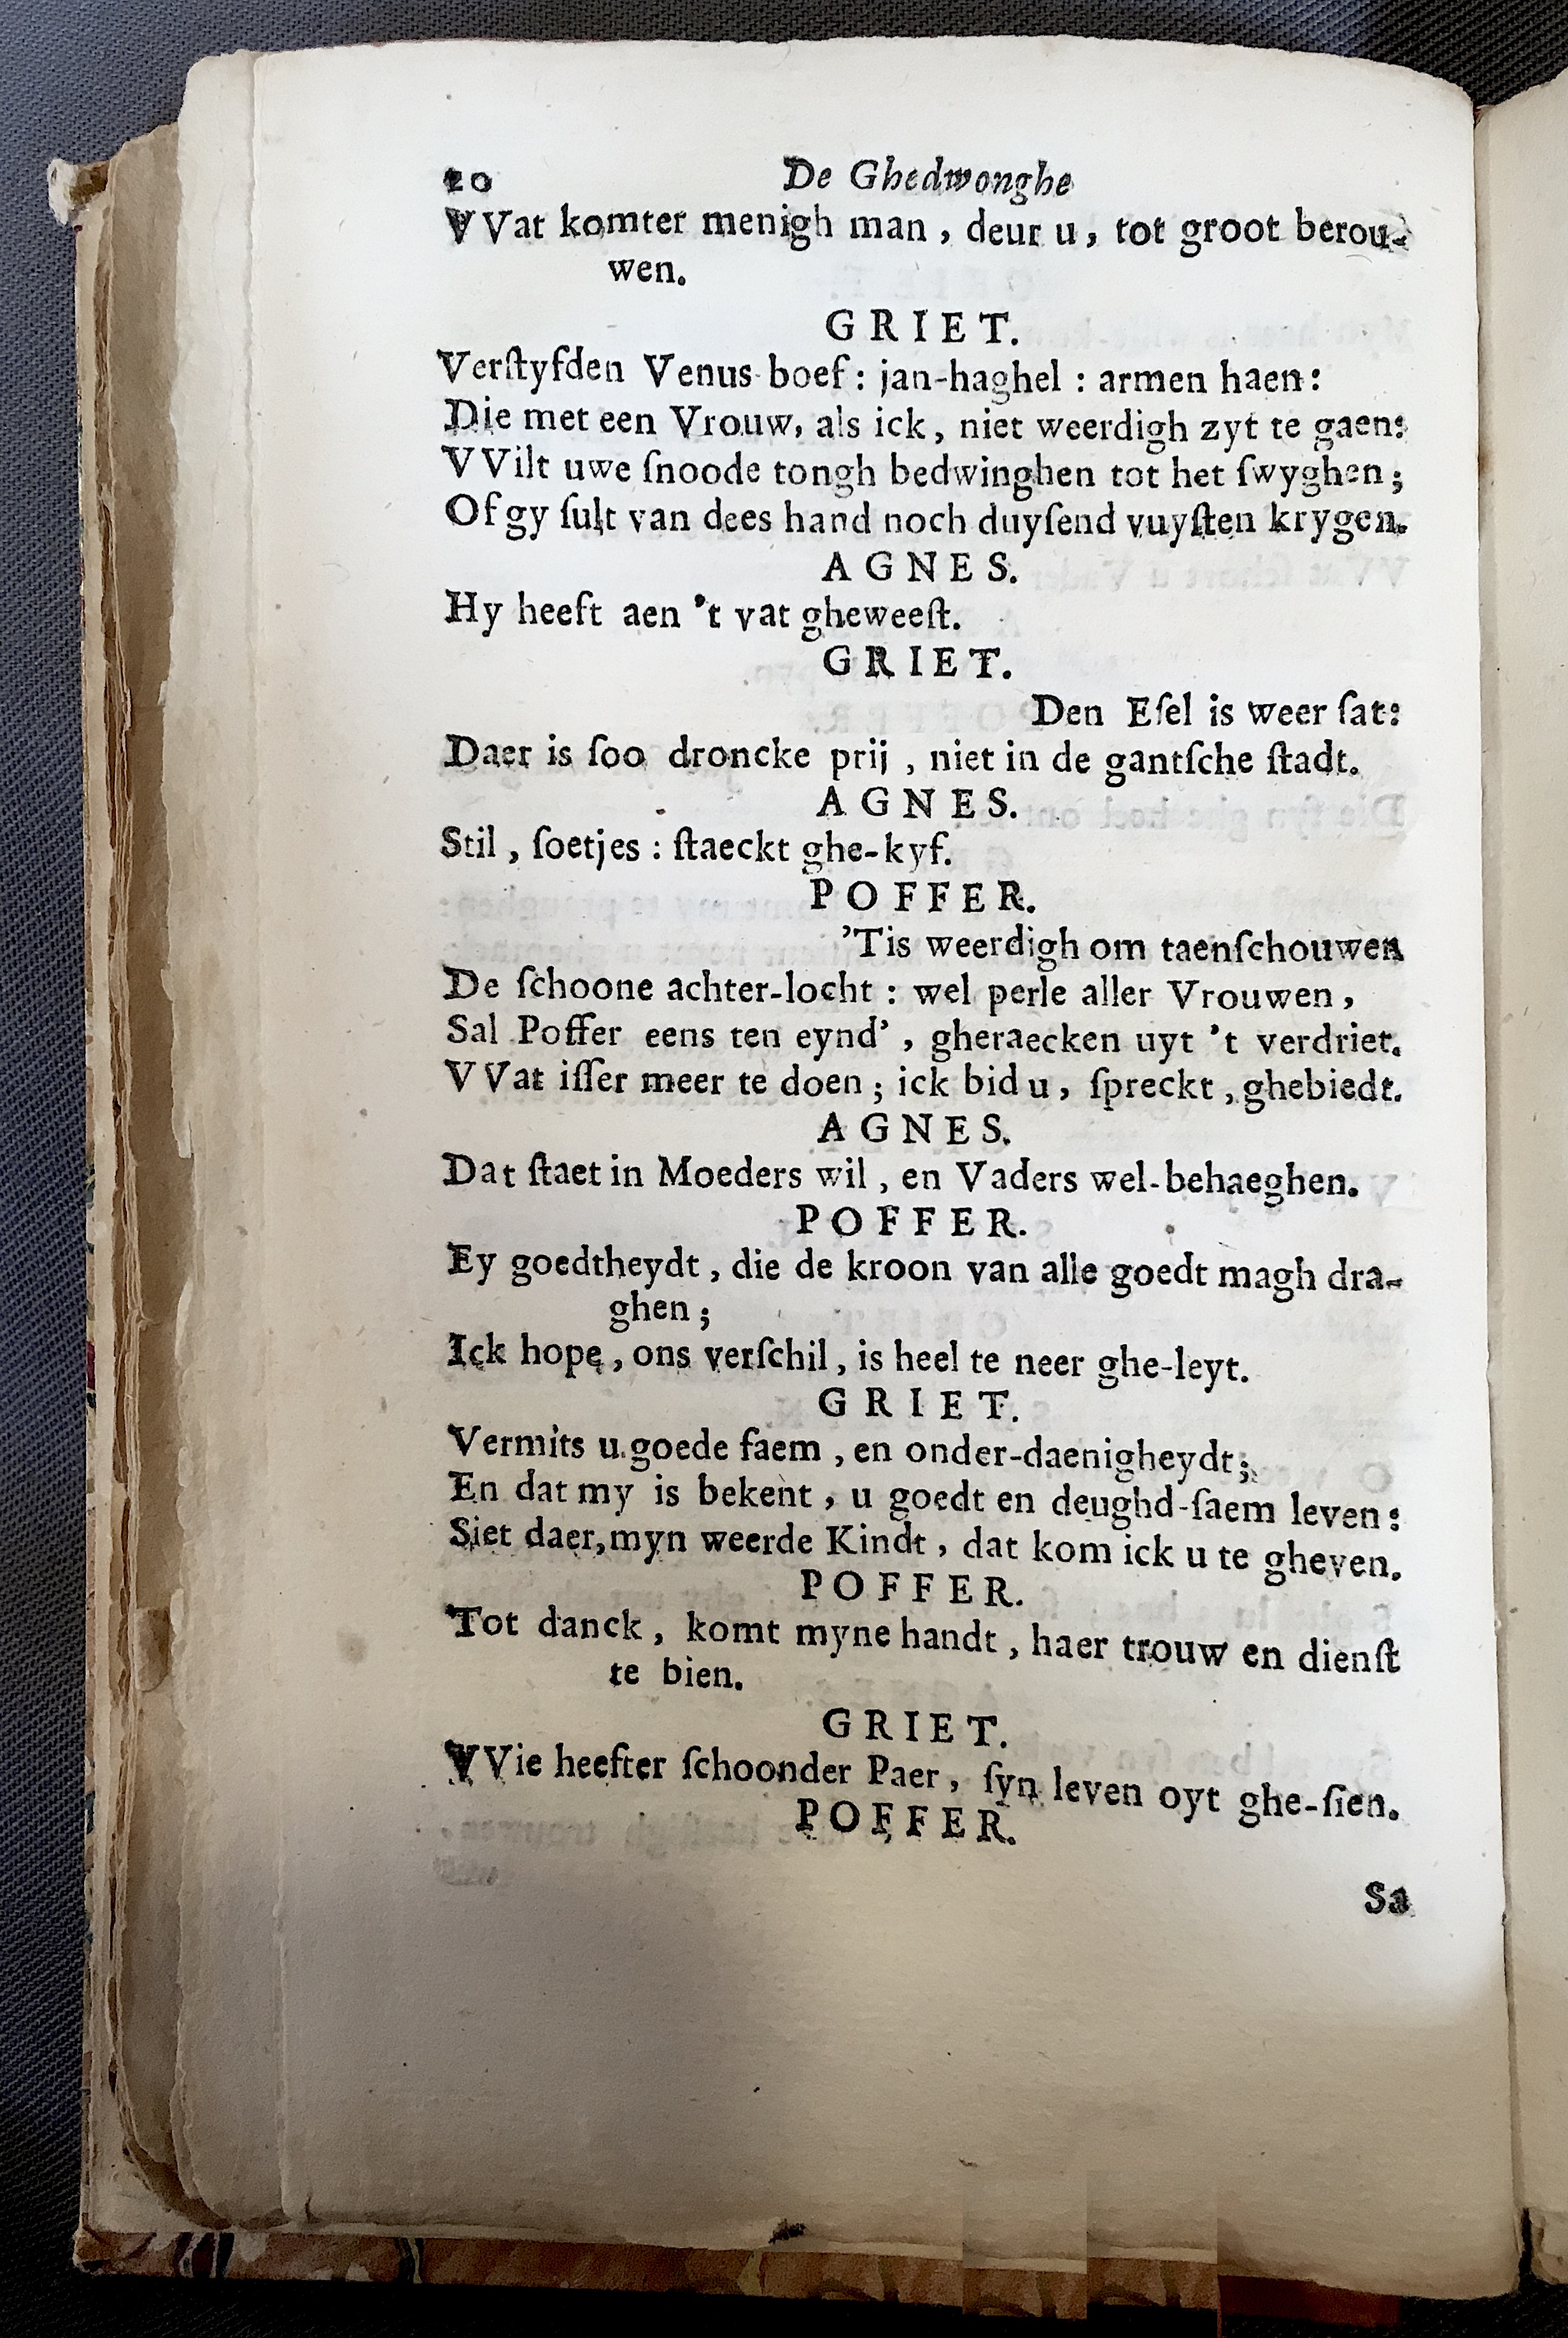 20 De Ghedwonghe
VVat komter menigh man, deur u, tot groot berou-
wen.
GRIET.
Verſtyfden Venus boef: jan-haghel: armen haen:
Die met een Vrouw, als ick, niet weerdigh zyt te gaen:
VVilt uwe ſnoode tongh bedwinghen tot het ſwyghen;
Of gy ſult van dees hand noch duyſend vuyſten krygen.
AGNES.
Hy heeft aen 't vat gheweeſt.
GRIET.
Den Eſel is weer ſat:
Daer is ſoo droncke prij, niet in de gantſche ſtadt.
AGNES.
Stil, ſoetjes: ſtaeckt ghe-kyf.
POFFER.
'Tis weerdigh om taenſchouwen
De ſchoone achter-locht: wel perle aller Vrouwen,
Sal Poffer eens ten eynd', gheraecken uyt 't verdriet.
VVat iſſer meer te doen; ick bid u, ſpreckt, ghebiedt.
AGNES.
Dat ſtaet in Moeders wil, en Vaders wel-behaeghen.
POFFER.
Ey goedtheydt, die de kroon van alle goedt magh dra-
ghen;
Ick hope, ons verſchil, is heel te neer ghe-leyt.
GRIET.
Vermits u goede faem, en onder-daenigheydt;
En dat my is bekent, u goedt en deughd-ſaem leven:
Siet daer, myn weerde Kindt, dat kom ick u te gheven.
POFFER.
Tot danck, komt myne handt, haer trouw en dienſt
te bien.
GRIET.
VVie heefter ſchoonder Paer, ſyn leven oyt ghe-ſien.
POFFER.
Sa